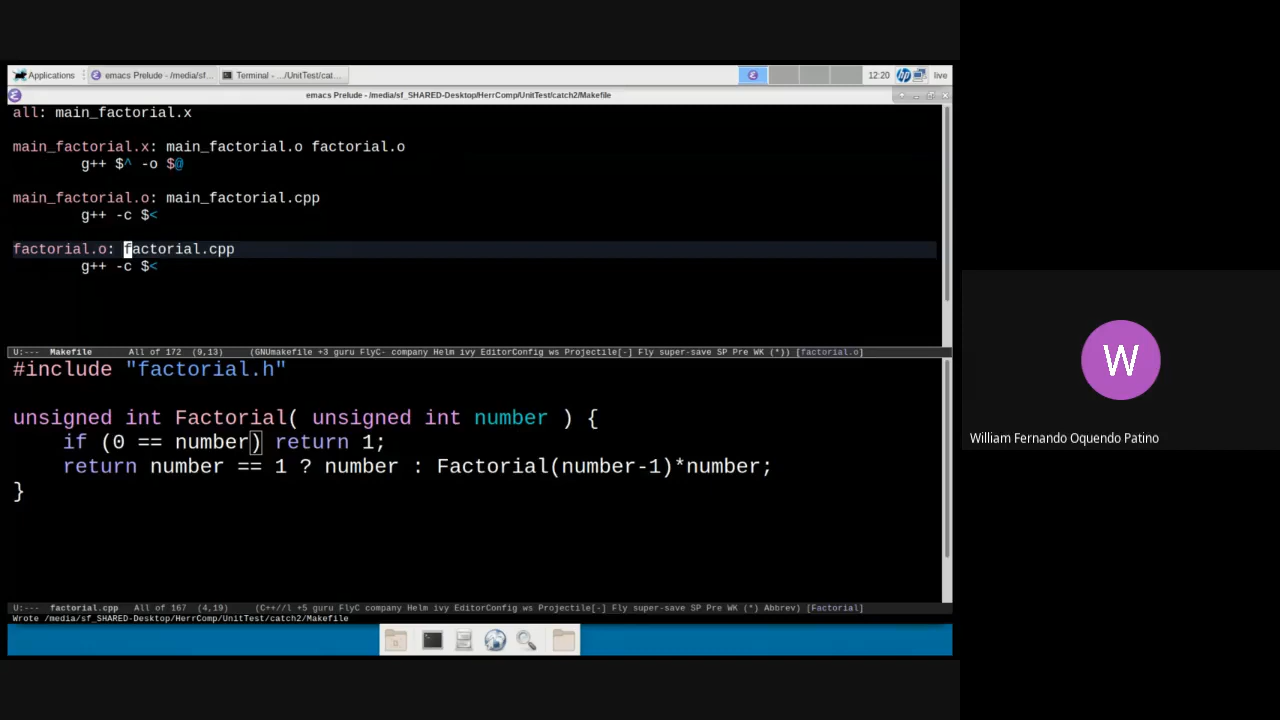 Applications
emacs Prelude - /media/sf...
Terminal - .../UnitTest/cat...
12:20
live
emacs Prelude - /media/sf_SHARED-Desktop/HerrComp/UnitTest/catch2/Makefile
all: main_factorial.x
main_factorial.x: main_factorial.o factorial.o
g++ $^ -o $@
main_factorial.o: main_factorial.cpp
g++ -c $<
factorial.o: factorial.cpp
g++ -c $<
U:--- Makefile All of 172 (9,13) (GNUmakefile +3 guru FlyC- company Helm ivy EditorConfig ws Projectile[-] Fly super-save SP Pre WK (*)) [factorial.o]
#include "factorial.h"
unsigned int Factorial( unsigned int number ) {
if (0 == number) return 1;
return number == 1 ? number : Factorial(number-1)*number;
}
U:--- factorial.cpp All of 167 (4,19) (C++//l +5 guru FlyC company Helm ivy EditorConfig ws Projectile[-] Fly super-save SP Pre WK (*) Abbrev) [Factorial]
Wrote /media/sf_SHARED-Desktop/HerrComp/UnitTest/catch2/Makefile
W
William Fernando Oquendo Patino